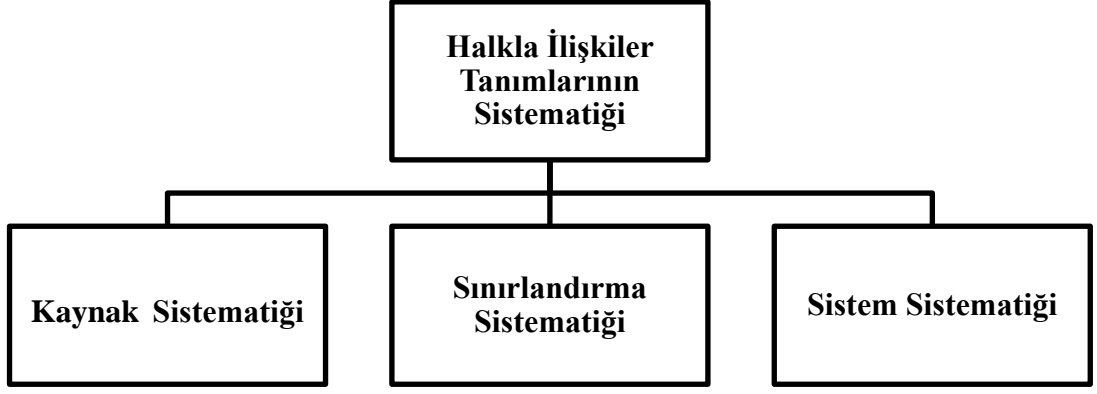 Halkla İlişkiler
Tanımlarının
Sistematiği
Kaynak Sistematiği
Sınırlandırma
Sistematiği
Sistem Sistematiği